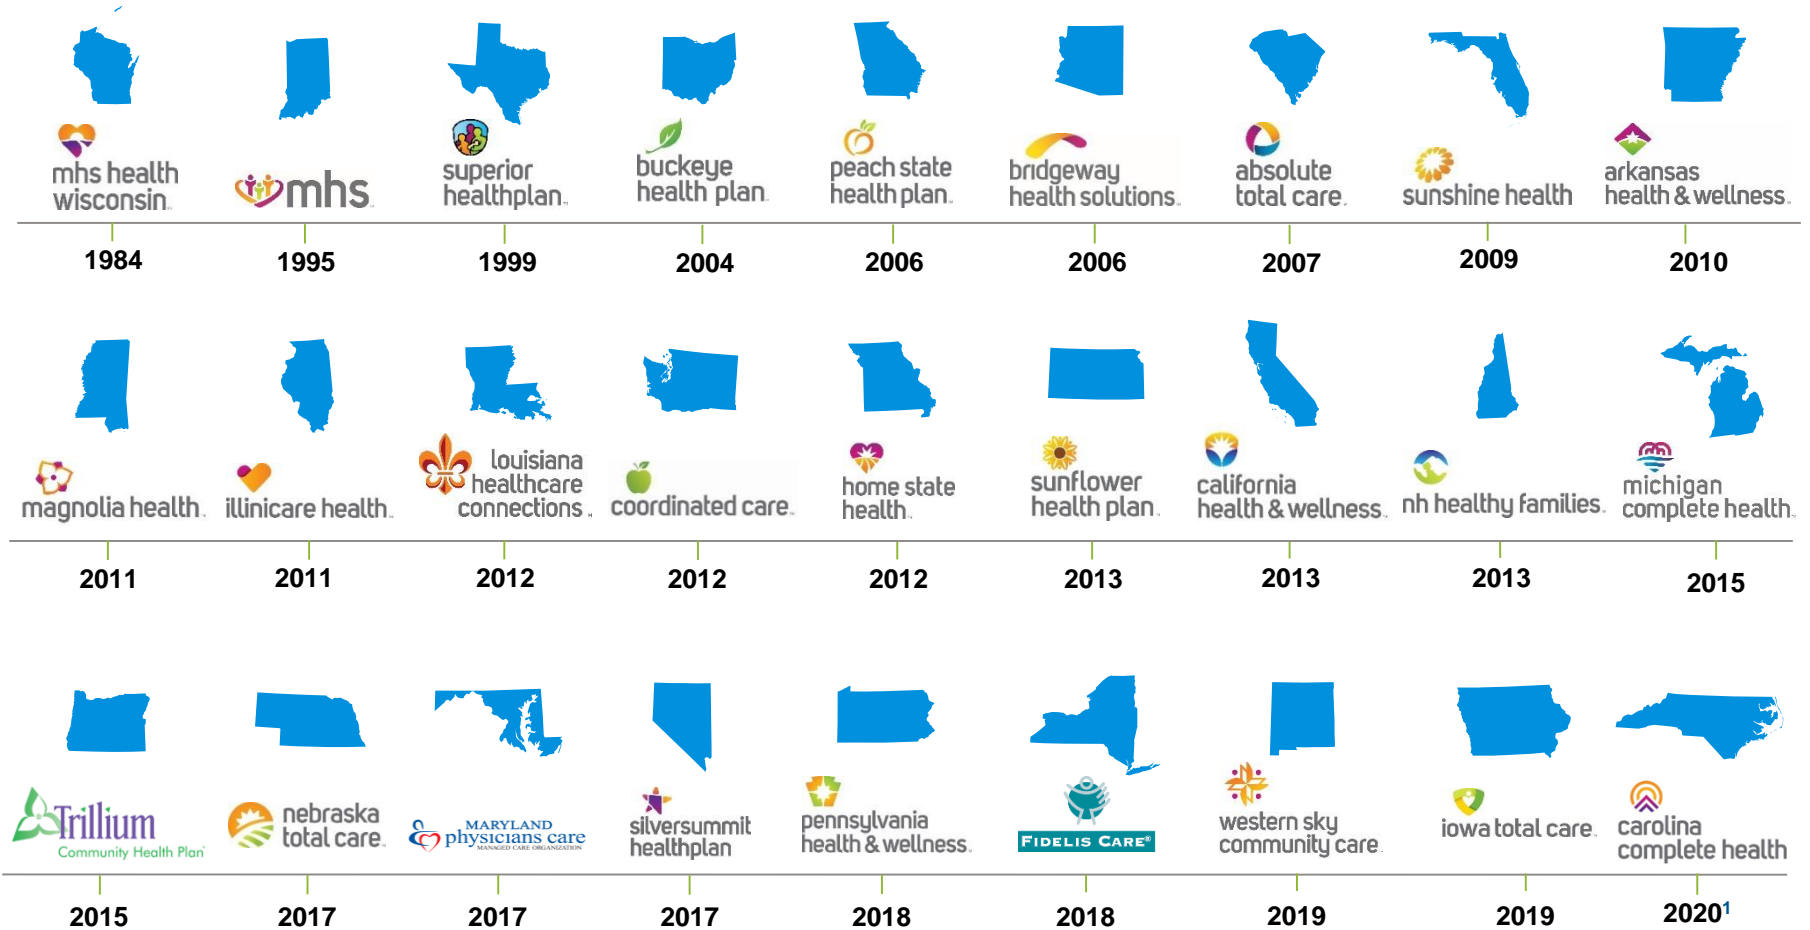 mhs health
wisconsin
mhs
superior
healthplan
buckeye
health plan
peach state
health plan
bridgeway
health solutions
absolute
total care
sunshine health
arkansas
health & wellness
1984
1995
1999
2004
2006
2006
2007
2009
2010
magnolia health
illinicare health
louisiana
healthcare
connections
coordinated care
home state
health
sunflower
health plan
california
health & wellness
nh healthy families
michigan
complete health
2011
2011
2012
2012
2012
2013
2013
2013
2015
Trillium
Community Health Plan
nebraska
total care
MARYLAND
physicians care
MANAGED CARE ORGANIZATION
silversummit
healthplan
pennsylvania
health & wellness
FIDELIS CARE®
western sky
community care
iowa total care
carolina
complete health
2015
2017
2017
2017
2018
2018
2019
2019
2020¹